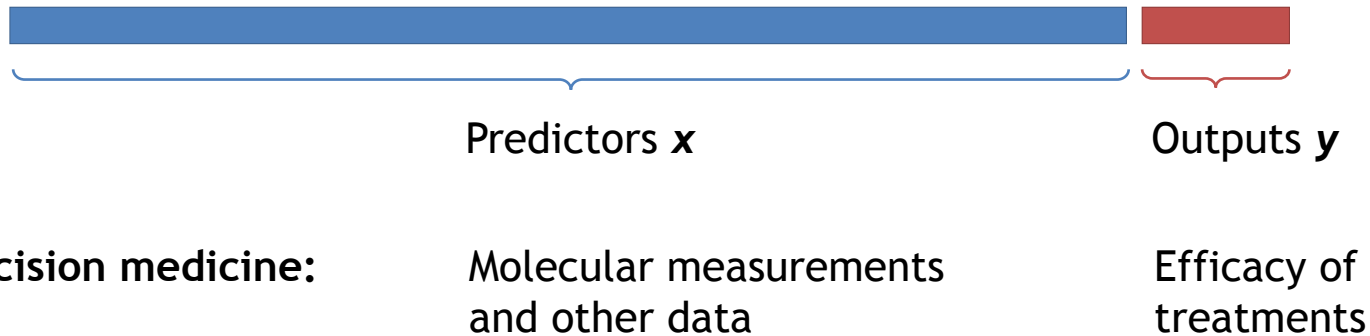 Predictors x
Outputs y
cision medicine:
Molecular measurements
and other data
Efficacy of
treatments